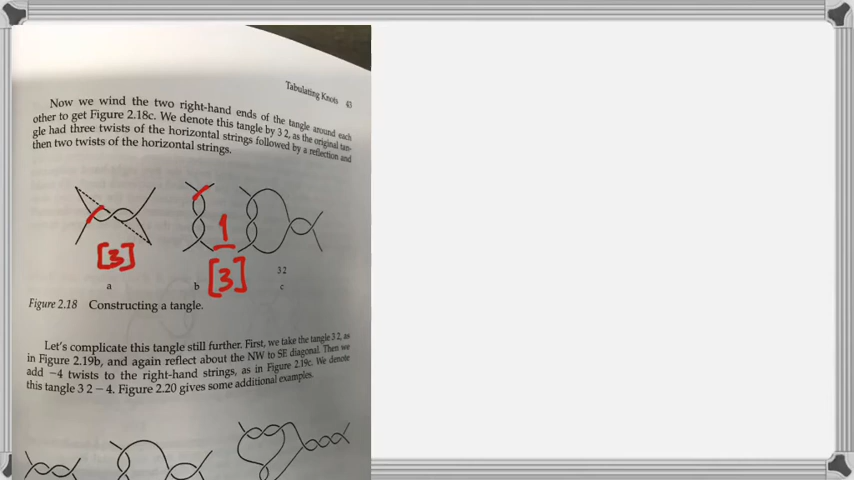 Tabulating Knots 43
Now we wind the two right-hand ends of the tangle around each
other to get Figure 2.18c. We denote this tangle by 3 2, as the original tan-
gle had three twists of the horizontal strings followed by a reflection and
then two twists of the horizontal strings.
[3]
1
[3]
3 2
a
b
c
Figure 2.18 Constructing a tangle.
Let's complicate this tangle still further. First, we take the tangle 3 2, as
in Figure 2.19b, and again reflect about the NW to SE diagonal. Then we
add −4 twists to the right-hand strings, as in Figure 2.19c. We denote
this tangle 3 2 − 4. Figure 2.20 gives some additional examples.